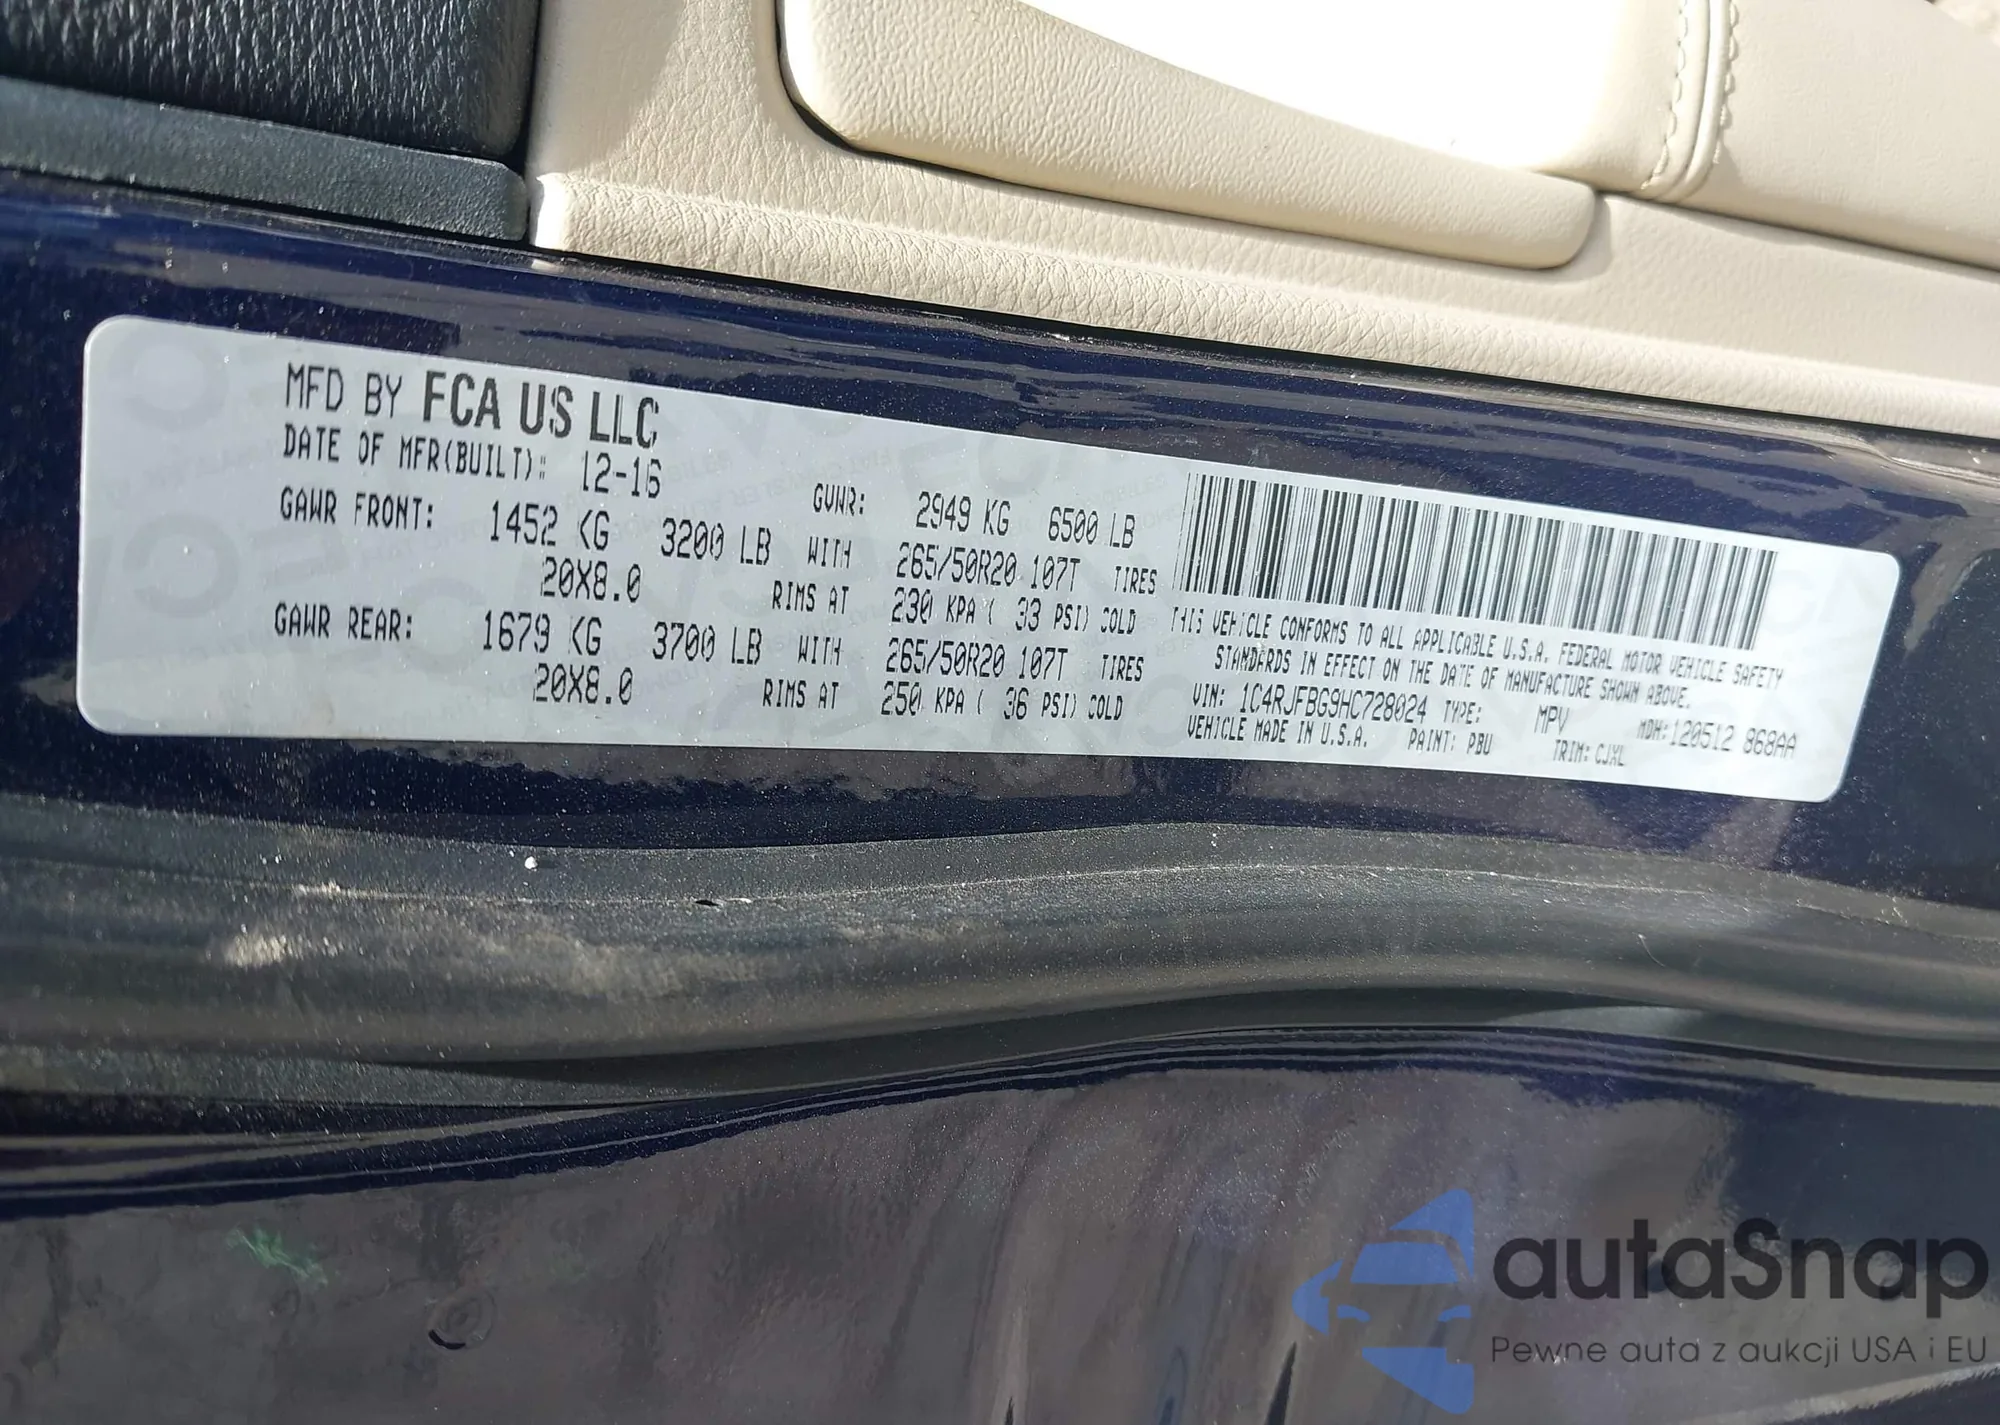 MFD BY FCA US LLC
DATE OF MFR(BUILT): 12-16
GVWR: 2949 KG 6500 LB
GAWR FRONT: 1452 KG 3200 LB WITH 265/50R20 107T TIRES
20X8.0 RIMS AT 230 KPA ( 33 PSI) COLD
GAWR REAR: 1679 KG 3700 LB WITH 265/50R20 107T TIRES
20X8.0 RIMS AT 250 KPA ( 36 PSI) COLD
THIS VEHICLE CONFORMS TO ALL APPLICABLE U.S.A. FEDERAL MOTOR VEHICLE SAFETY
STANDARDS IN EFFECT ON THE DATE OF MANUFACTURE SHOWN ABOVE.
VIN: 1C4RJFBG9HC728024 TYPE: MPV MDH:120512 868AA
VEHICLE MADE IN U.S.A. PAINT: PBU TRIM: CJXL
autaSnap
Pewne auta z aukcji USA i EU